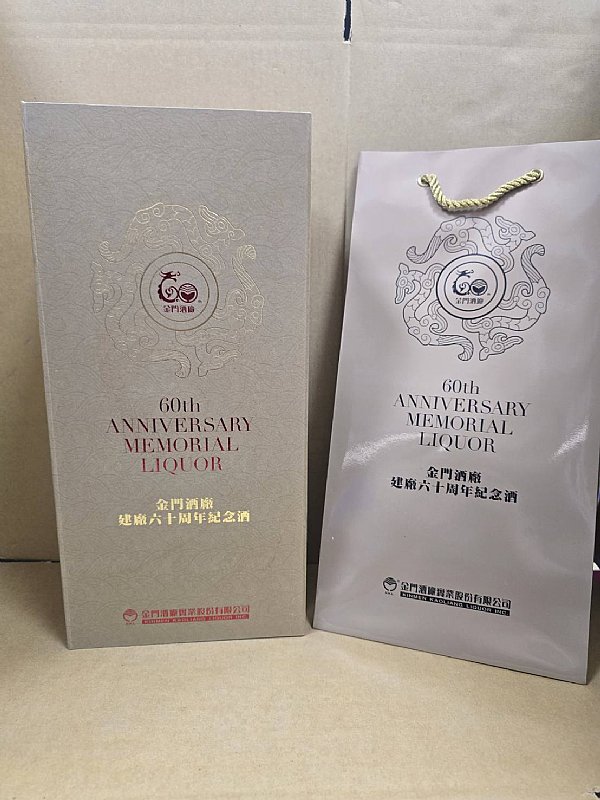 金門酒廠
60th
ANNIVERSARY
MEMORIAL
LIQUOR
金門酒廠
建廠六十周年紀念酒
金門酒廠實業股份有限公司
KINMEN KAOLIANG LIQUOR INC.
金門酒廠
60th
ANNIVERSARY
MEMORIAL
LIQUOR
金門酒廠
建廠六十周年紀念酒
金門酒廠實業股份有限公司
KINMEN KAOLIANG LIQUOR INC.